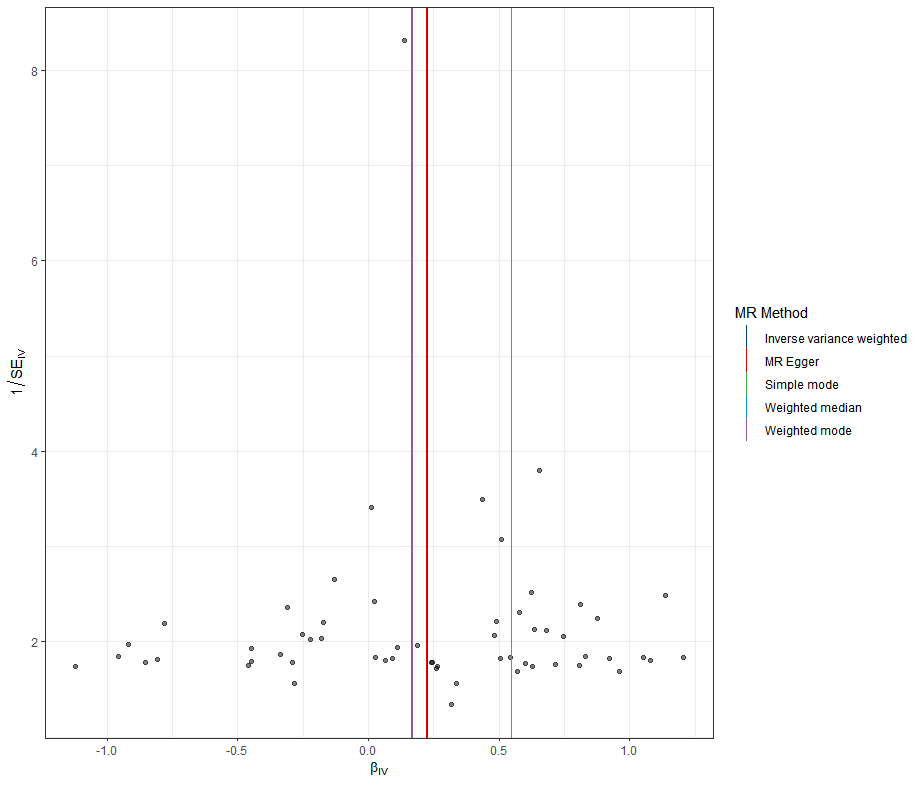 8
6
4
2
1/SE_IV
-1.0 -0.5 0.0 0.5 1.0
β_IV
MR Method
Inverse variance weighted
MR Egger
Simple mode
Weighted median
Weighted mode